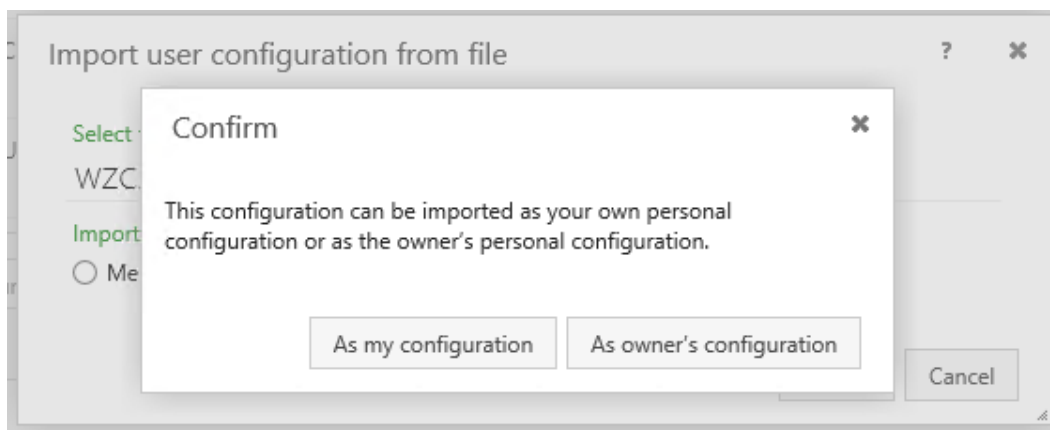 Import user configuration from file
?
Confirm
Select
WZC.
This configuration can be imported as your own personal
configuration or as the owner's personal configuration.
Import
Me
As my configuration
As owner's configuration
Cancel